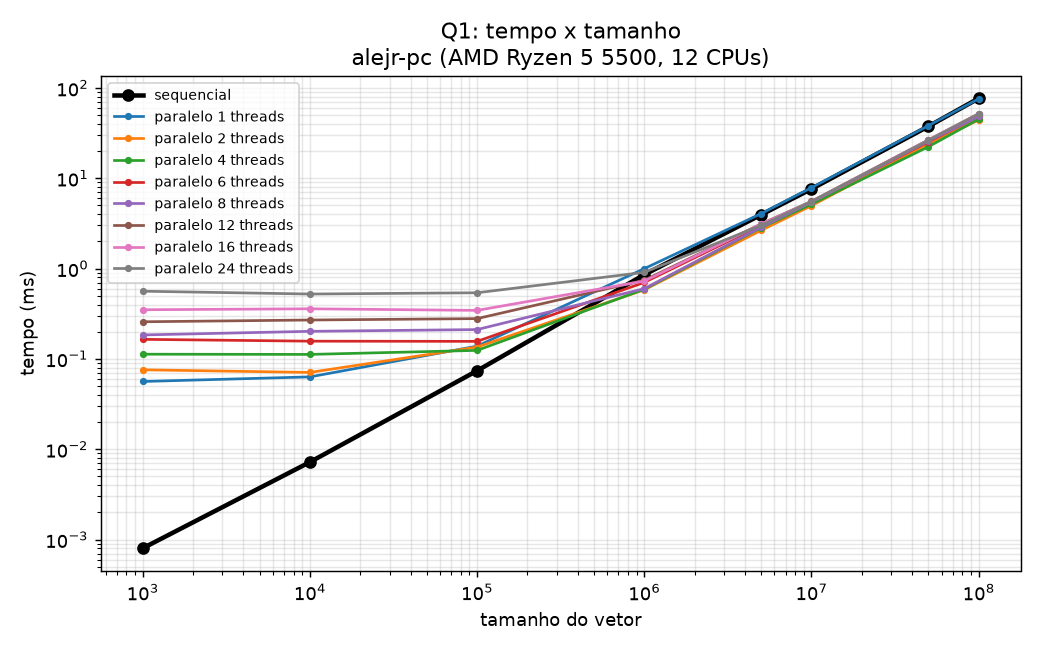 Q1: tempo x tamanho
alejr-pc (AMD Ryzen 5 5500, 12 CPUs)
sequencial
paralelo 1 threads
paralelo 2 threads
paralelo 4 threads
paralelo 6 threads
paralelo 8 threads
paralelo 12 threads
paralelo 16 threads
paralelo 24 threads
tempo (ms)
10²
10¹
10⁰
10⁻¹
10⁻²
10⁻³
10³ 10⁴ 10⁵ 10⁶ 10⁷ 10⁸
tamanho do vetor